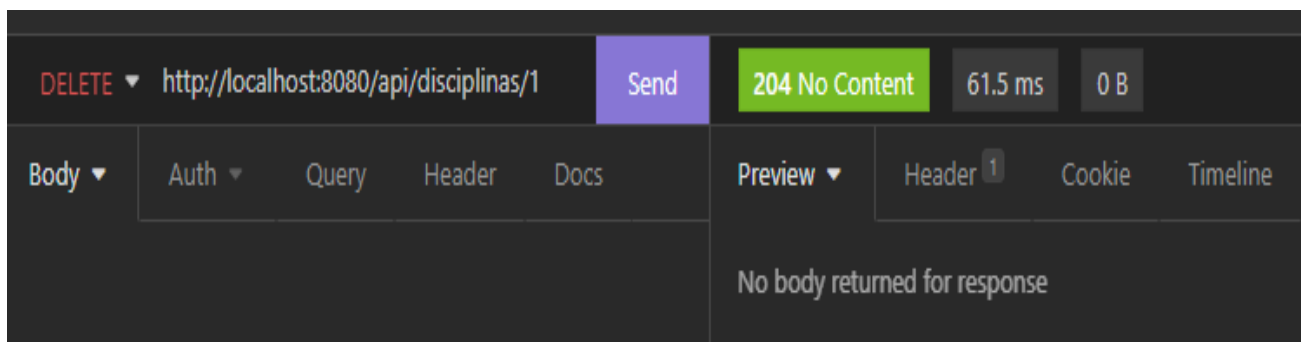 DELETE http://localhost:8080/api/disciplinas/1 Send 204 No Content 61.5 ms 0 B
Body Auth Query Header Docs Preview Header 1 Cookie Timeline
No body returned for response